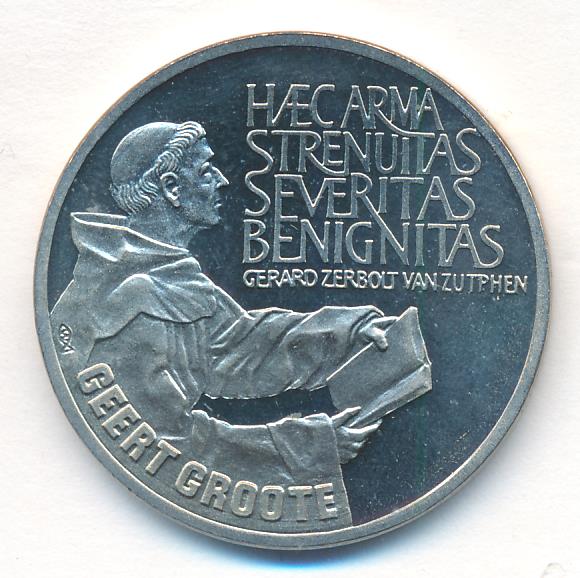 HÆC ARMA
STRENUITAS
SEVERITAS
BENIGNITAS
GERARD ZERBOLT VAN ZUTPHEN
GEERT GROOTE